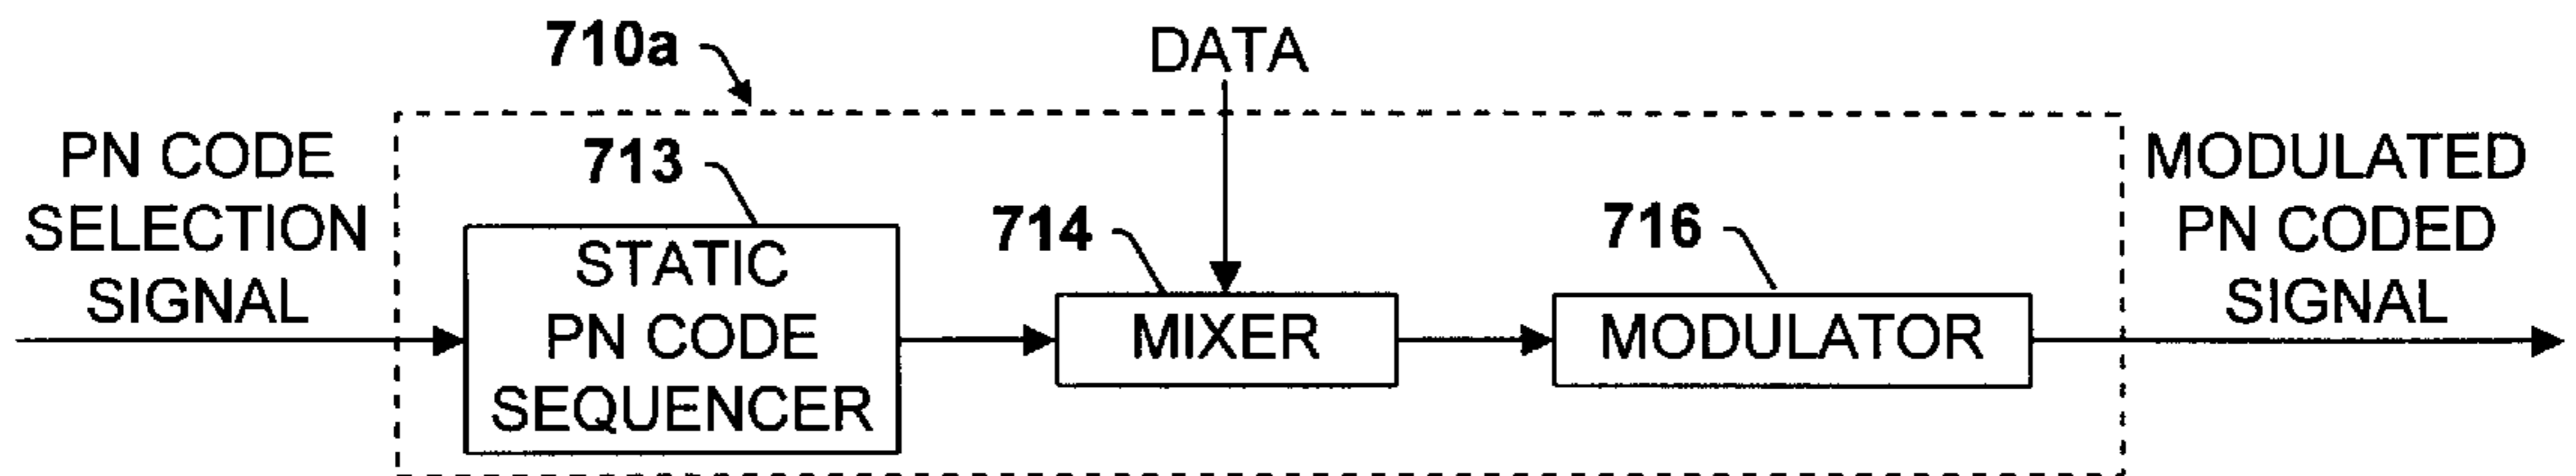 710a
DATA
PN CODE
SELECTION
SIGNAL
713
STATIC
PN CODE
SEQUENCER
714
MIXER
716
MODULATOR
MODULATED
PN CODED
SIGNAL